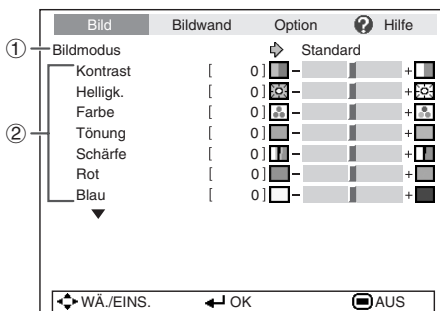 Bild Bildwand Option ? Hilfe
① Bildmodus Standard
② Kontrast [ 0 ] – +
Helligk. [ 0 ] – +
Farbe [ 0 ] – +
Tönung [ 0 ] – +
Schärfe [ 0 ] – +
Rot [ 0 ] – +
Blau [ 0 ] – +
WÄ./EINS. OK AUS